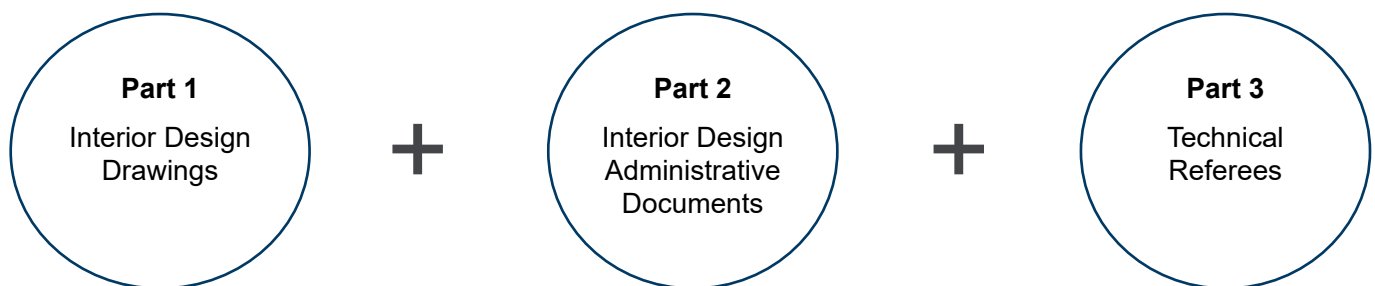 Part 1
Interior Design
Drawings
+
Part 2
Interior Design
Administrative
Documents
+
Part 3
Technical
Referees